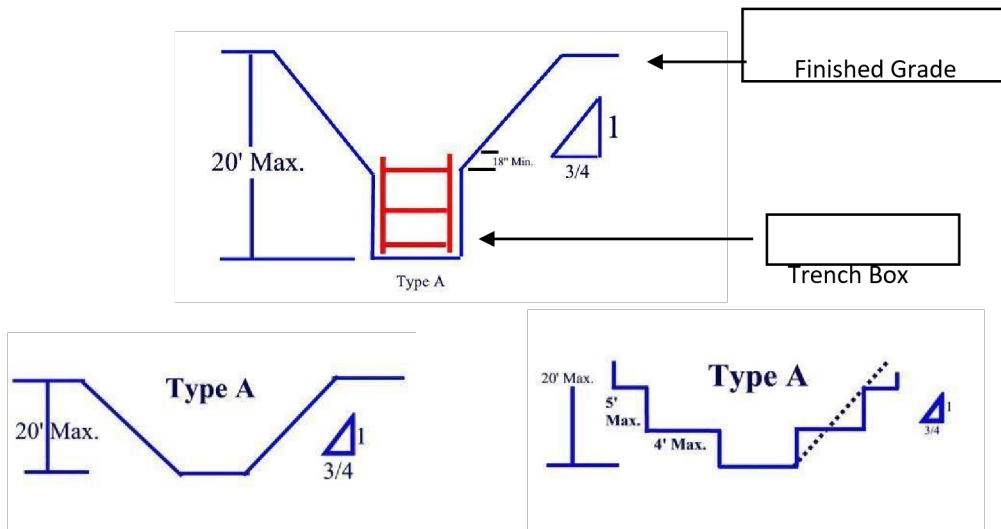 Finished Grade
1
20' Max.
18" Min.
3/4
Trench Box
Type A
Type A
20' Max.
1
3/4
20' Max.
Type A
5'
Max.
1
3/4
4' Max.